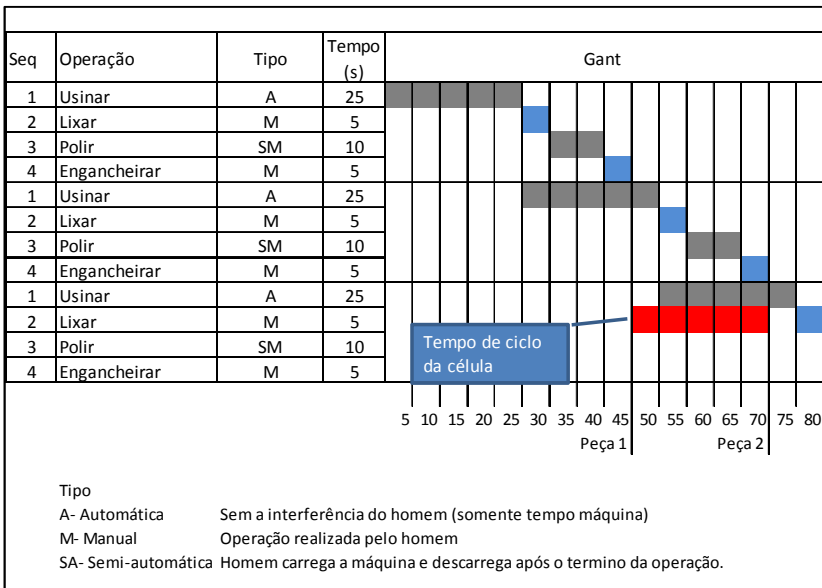 Seq Operação Tipo Tempo (s) Gant
1 Usinar A 25
2 Lixar M 5
3 Polir SM 10
4 Engancheirar M 5
1 Usinar A 25
2 Lixar M 5
3 Polir SM 10
4 Engancheirar M 5
1 Usinar A 25
2 Lixar M 5
3 Polir SM 10
4 Engancheirar M 5
Tempo de ciclo
da célula
5 10 15 20 25 30 35 40 45 50 55 60 65 70 75 80
Peça 1 Peça 2
Tipo
A- Automática Sem a interferência do homem (somente tempo máquina)
M- Manual Operação realizada pelo homem
SA- Semi-automática Homem carrega a máquina e descarrega após o termino da operação.